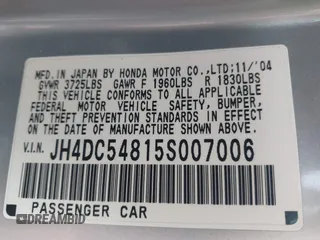 MFD. IN JAPAN BY HONDA MOTOR CO., LTD; 11/'04
GVWR 3725LBS GAWR F 1960LBS R 1830LBS
THIS VEHICLE CONFORMS TO ALL APPLICABLE
FEDERAL MOTOR VEHICLE SAFETY, BUMPER,
AND THEFT PREVENTION STANDARDS IN EFFECT
ON THE DATE OF MANUFACTURE SHOWN ABOVE.
V.I.N. JH4DC54815S007006
PASSENGER CAR
DREAMBID